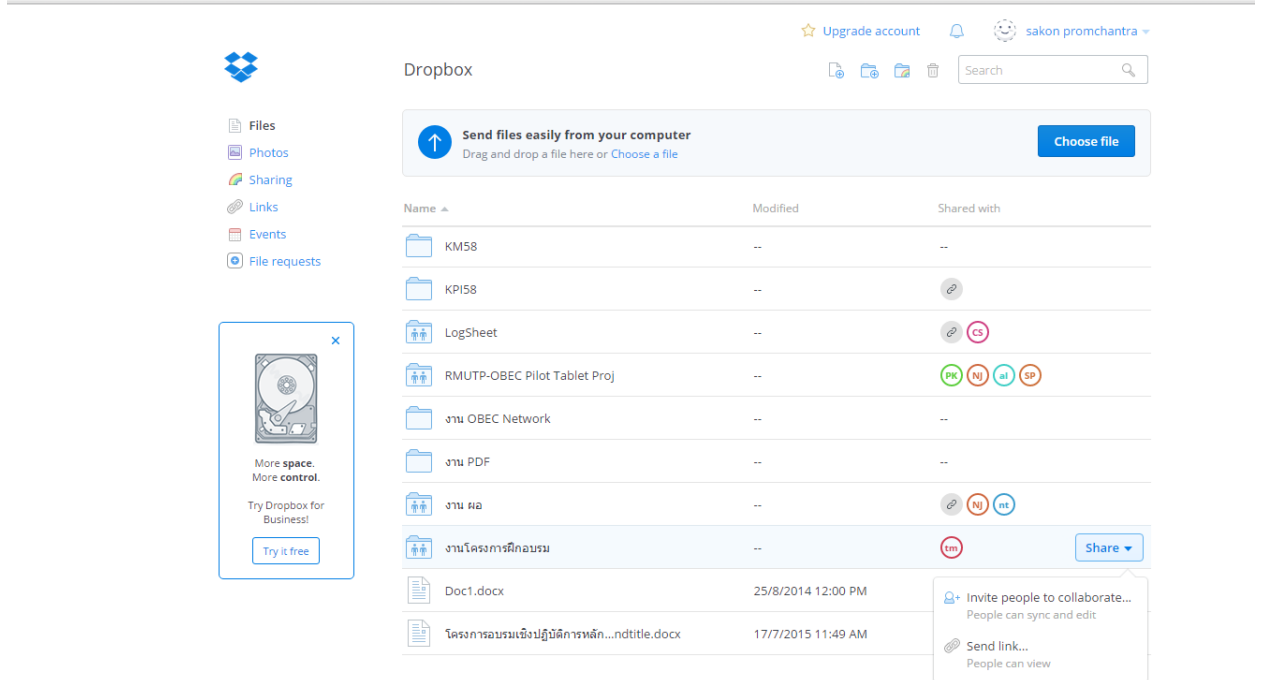 Upgrade account
sakon promchantra
Dropbox
Search
Files
Photos
Sharing
Links
Events
File requests
Send files easily from your computer
Drag and drop a file here or Choose a file
Choose file
Name
Modified
Shared with
KM58
--
--
KPI58
--
LogSheet
--
CS
RMUTP-OBEC Pilot Tablet Proj
--
PK
NJ
al
SP
งาน OBEC Network
--
--
งาน PDF
--
--
งาน ผอ
--
NJ
nt
งานโครงการฝึกอบรม
--
tm
Share
Doc1.docx
25/8/2014 12:00 PM
โครงการอบรมเชิงปฏิบัติการหลัก...ndtitle.docx
17/7/2015 11:49 AM
Invite people to collaborate...
People can sync and edit
Send link...
People can view
More space.
More control.
Try Dropbox for
Business!
Try it free